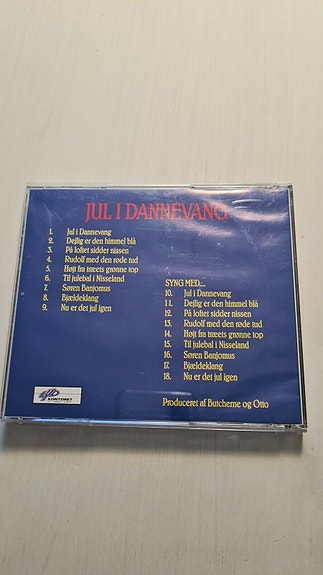 JUL I DANNEVANG
1. Jul i Dannevang
2. Dejlig er den himmel blå
3. På loftet sidder nissen
4. Rudolf med den røde tud
5. Højt fra træets grønne top
6. Til julebal i Nisseland
7. Søren Banjomus
8. Bjældeklang
9. Nu er det jul igen
SYNG MED....
10. Jul i Dannevang
11. Dejlig er den himmel blå
12. På loftet sidder nissen
13. Rudolf med den røde tud
14. Højt fra træets grønne top
15. Til julebal i Nisseland
16. Søren Banjomus
17. Bjældeklang
18. Nu er det jul igen
KONTORET
Produceret af Butcherne og Otto